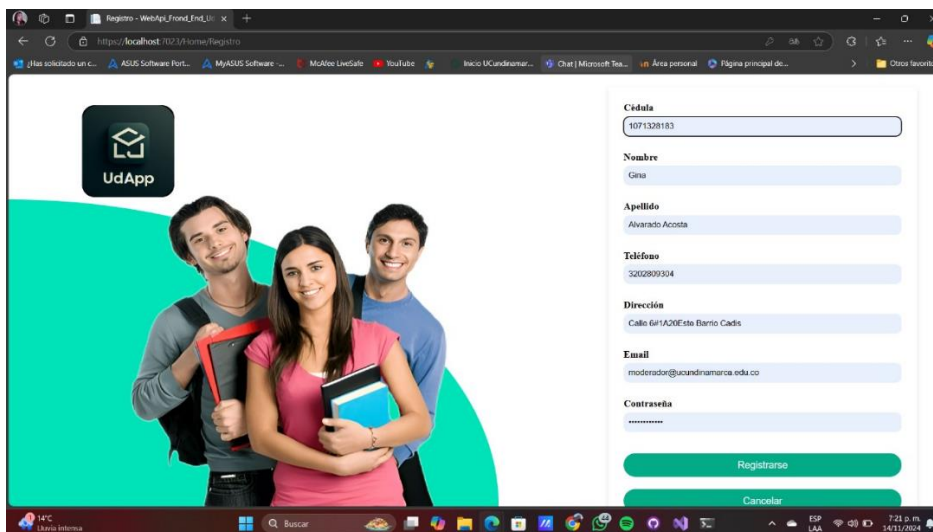 Registro - WebApi_Frond_End_Uc
https://localhost:7023/Home/Registro
¿Has solicitado un c...
ASUS Software Port...
MyASUS Software -...
McAfee LiveSafe
YouTube
Inicio UCundinamar...
Chat | Microsoft Tea...
Área personal
Página principal de...
Otros favoritos
UdApp
Cédula
1071328183
Nombre
Gina
Apellido
Alvarado Acosta
Teléfono
3202809304
Dirección
Calle 6#1A20Este Barrio Cadis
Email
moderador@ucundinamarca.edu.co
Contraseña
••••••••••••
Registrarse
Cancelar
14°C
Lluvia intensa
Buscar
ESP
LAA
7:21 p. m.
14/11/2024